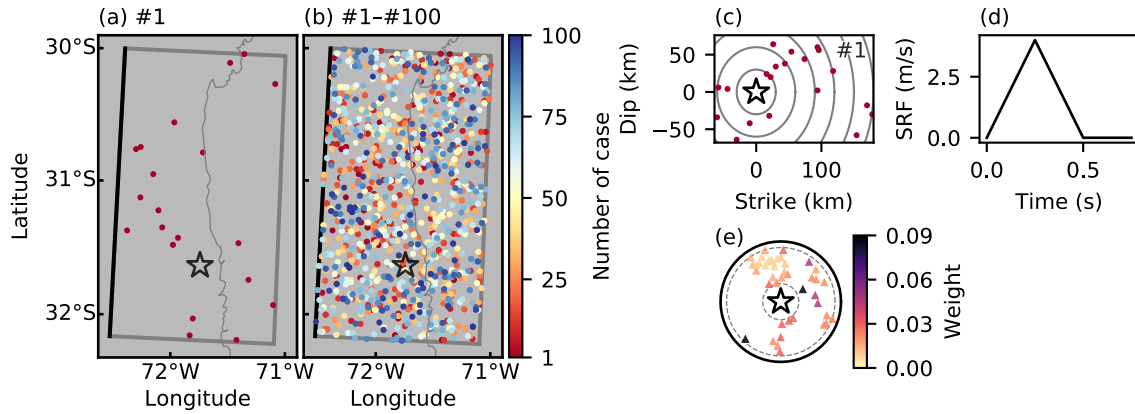 (a) #1
(b) #1–#100
30°S
31°S
32°S
Latitude
72°W
71°W
Longitude
72°W
71°W
Longitude
100
75
50
25
1
Number of case
(c)
#1
50
0
−50
Dip (km)
0
100
Strike (km)
(d)
2.5
0.0
SRF (m/s)
0.0
0.5
Time (s)
(e)
0.09
0.06
0.03
0.00
Weight